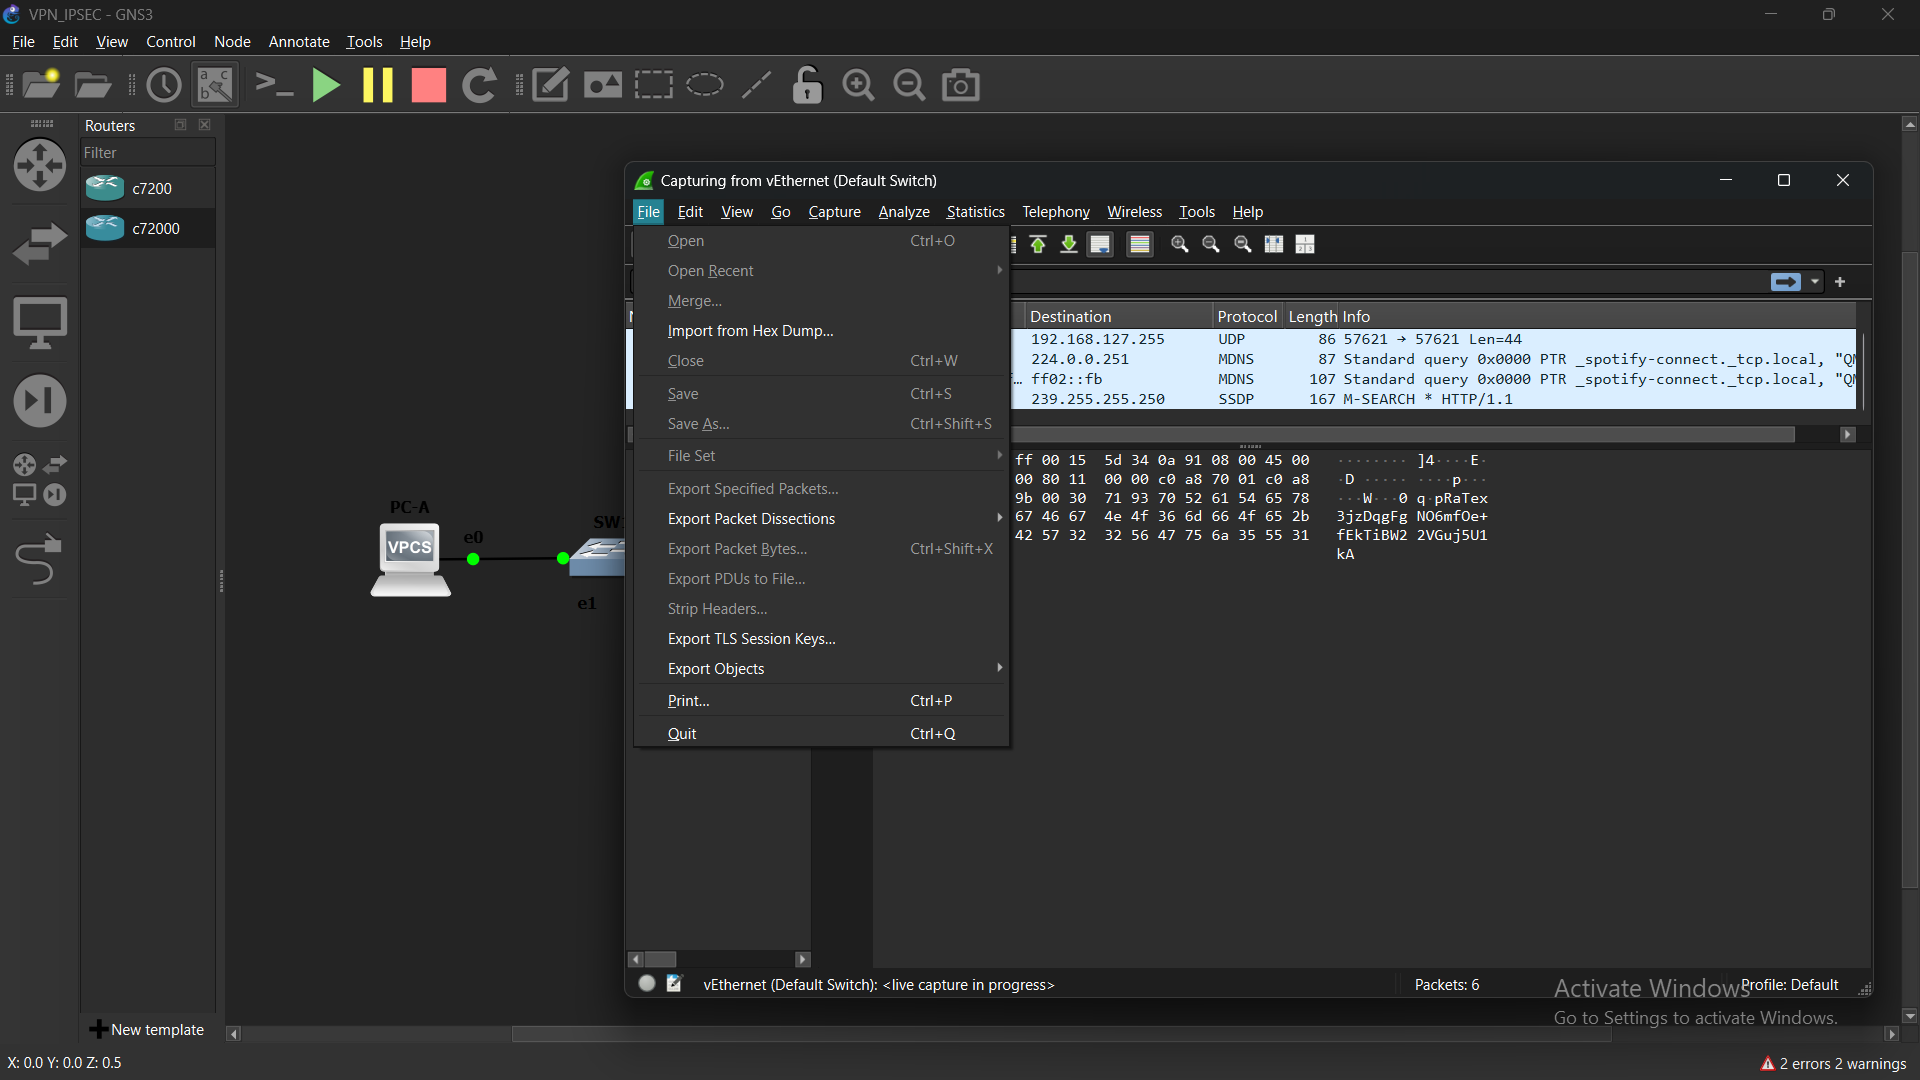 VPN_IPSEC - GNS3
File Edit View Control Node Annotate Tools Help
Routers
Filter
c7200
c72000
PC-A
VPCS
e0
SW
e1
New template
X: 0.0 Y: 0.0 Z: 0.5
2 errors 2 warnings
Capturing from vEthernet (Default Switch)
File Edit View Go Capture Analyze Statistics Telephony Wireless Tools Help
Open Ctrl+O
Open Recent
Merge...
Import from Hex Dump...
Close Ctrl+W
Save Ctrl+S
Save As... Ctrl+Shift+S
File Set
Export Specified Packets...
Export Packet Dissections
Export Packet Bytes... Ctrl+Shift+X
Export PDUs to File...
Strip Headers...
Export TLS Session Keys...
Export Objects
Print... Ctrl+P
Quit Ctrl+Q
Destination Protocol Length Info
192.168.127.255 UDP 86 57621 → 57621 Len=44
224.0.0.251 MDNS 87 Standard query 0x0000 PTR _spotify-connect._tcp.local, "QM
ff02::fb MDNS 107 Standard query 0x0000 PTR _spotify-connect._tcp.local, "QM
239.255.255.250 SSDP 167 M-SEARCH * HTTP/1.1
ff 00 15 5d 34 0a 91 08 00 45 00 ········ ]4····E·
00 80 11 00 00 c0 a8 70 01 c0 a8 ·D ····· ····p···
9b 00 30 71 93 70 52 61 54 65 78 ···W···0 q·pRaTex
67 46 67 4e 4f 36 6d 66 4f 65 2b 3jzDqgFg NO6mfOe+
42 57 32 32 56 47 75 6a 35 55 31 fEkTiBW2 2VGuj5U1
kA
vEthernet (Default Switch): <live capture in progress> Packets: 6 Profile: Default
Activate Windows
Go to Settings to activate Windows.